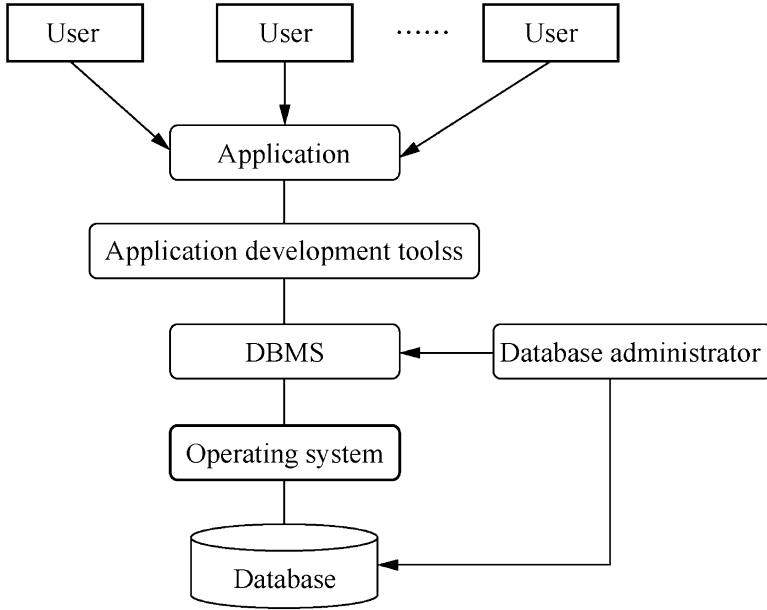 User
User
······
User
Application
Application development toolss
DBMS
Database administrator
Operating system
Database